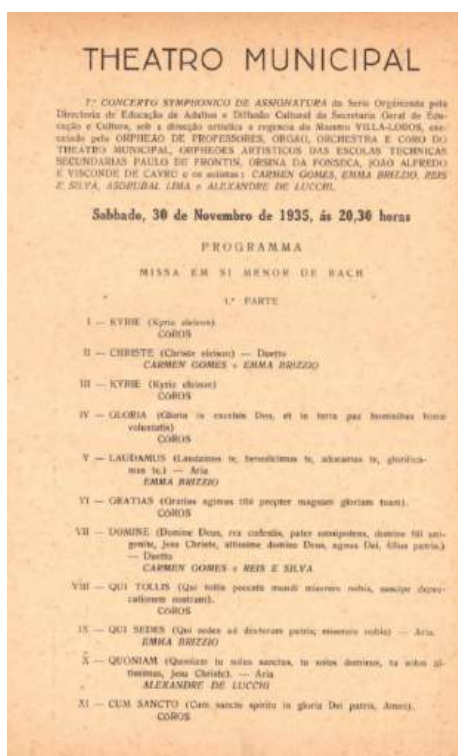 THEATRO MUNICIPAL
7.º CONCERTO SYMPHONICO DE ASSIGNATURA da Serie Organizada pela
Directoria de Educação de Adultos e Diffusão Cultural da Secretaria Geral de Edu-
cação e Cultura, sob a direcção artistica e regencia do Maestro VILLA-LOBOS, exe-
cutado pelo ORPHEÃO DE PROFESSORES, ORGÃO, ORCHESTRA E CORO DO
THEATRO MUNICIPAL, ORPHEÕES ARTISTICOS DAS ESCOLAS TECHNICAS
SECUNDARIAS PAULO DE FRONTIN, ORSINA DA FONSECA, JOÃO ALFREDO
E VISCONDE DE CAYRÚ e os solistas: CARMEN GOMES, EMMA BRIZZIO, REIS
E SILVA, ASDRUBAL LIMA e ALEXANDRE DE LUCCHI.
Sabbado, 30 de Novembro de 1935, ás 20,30 horas
PROGRAMMA
MISSA EM SI MENOR DE BACH
1.ª PARTE
I — KYRIE (Kyrie eleison)
COROS
II — CHRISTE (Christe eleison) — Duetto
CARMEN GOMES e EMMA BRIZZIO
III — KYRIE (Kyrie eleison)
COROS
IV — GLORIA (Gloria in excelsis Deo, et in terra pax hominibus bonæ
voluntatis)
COROS
V — LAUDAMUS (Laudamus te, benedicimus te, adoramus te, glorifica-
mus te.) — Aria
EMMA BRIZZIO
VI — GRATIAS (Gratias agimus tibi propter magnam gloriam tuam).
COROS
VII — DOMINE (Domine Deus, rex cœlestis, pater omnipotens, domine fili uni-
genite, Jesu Christe, altissime domine Deus, agnus Dei, filius patris.)
— Duetto
CARMEN GOMES e REIS E SILVA
VIII — QUI TOLLIS (Qui tollis peccata mundi miserere nobis, suscipe depre-
cationem nostram).
COROS
IX — QUI SEDES (Qui sedes ad dexteram patris, miserere nobis) — Aria.
EMMA BRIZZIO
X — QUONIAM (Quoniam tu solus sanctus, tu solus dominus, tu solus al-
tissimus, Jesu Christe). — Aria
ALEXANDRE DE LUCCHI
XI — CUM SANCTO (Cum sancto spiritu in gloria Dei patris, Amen).
COROS